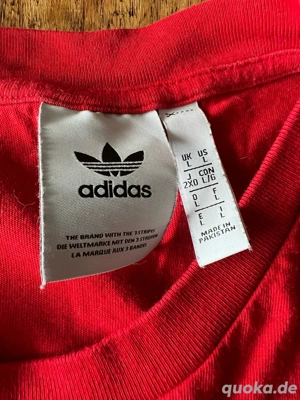 adidas
THE BRAND WITH THE 3 STRIPES
DIE WELTMARKE MIT DEN 3 STREIFEN
LA MARQUE AUX 3 BANDES
UK US
L L
J CON
2XO L/G
D F
L L
E I
L L
MADE IN
PAKISTAN
quoka.de